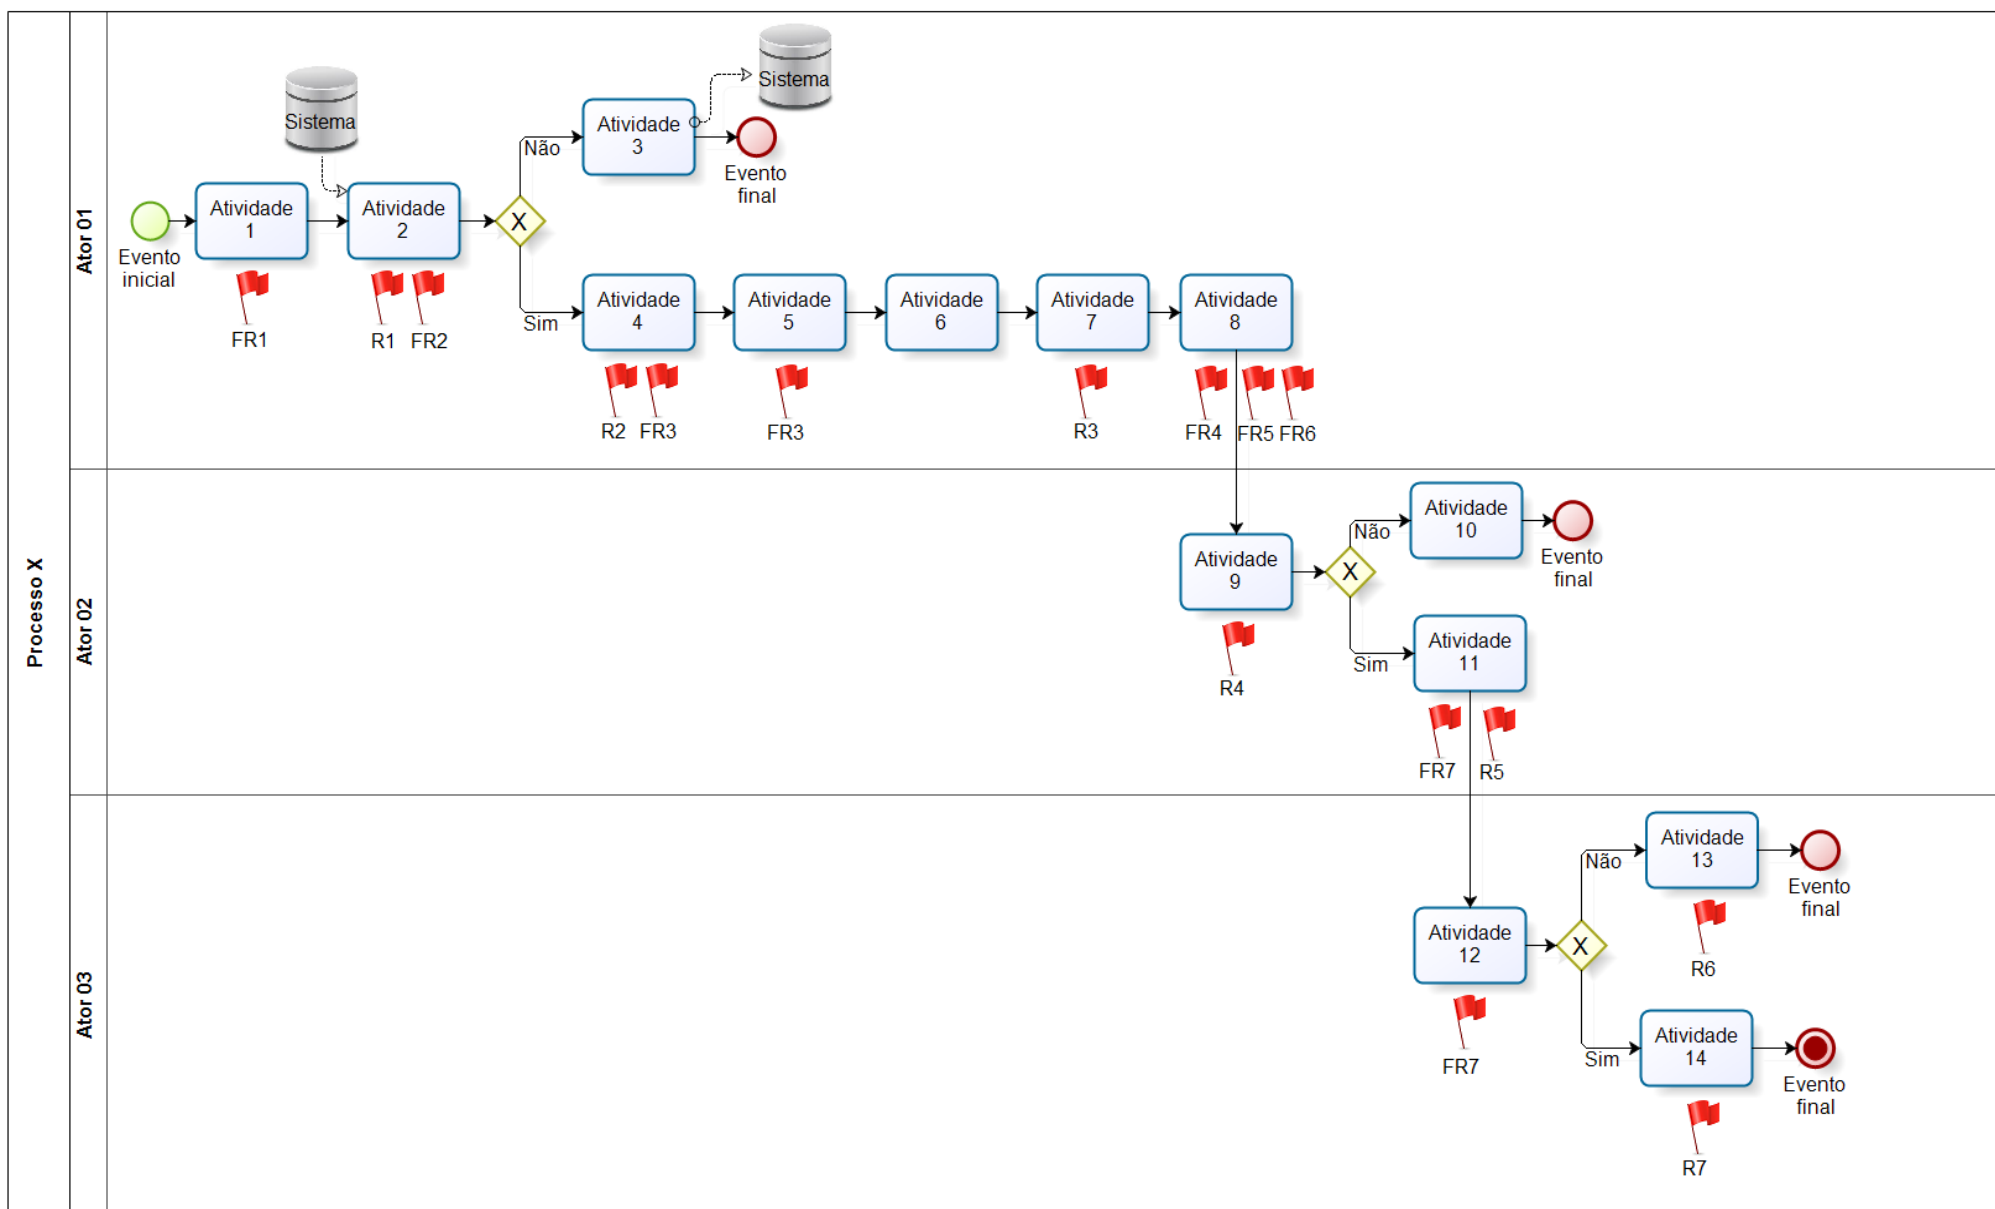 Processo X
Ator 01
Sistema
Sistema
Evento
inicial
Atividade
1
FR1
Atividade
2
R1 FR2
X
Não
Atividade
3
Evento
final
Sim
Atividade
4
R2 FR3
Atividade
5
FR3
Atividade
6
Atividade
7
R3
Atividade
8
FR4 FR5 FR6
Ator 02
Atividade
9
R4
X
Não
Atividade
10
Evento
final
Sim
Atividade
11
FR7 R5
Ator 03
Atividade
12
FR7
X
Não
Atividade
13
R6
Evento
final
Sim
Atividade
14
R7
Evento
final